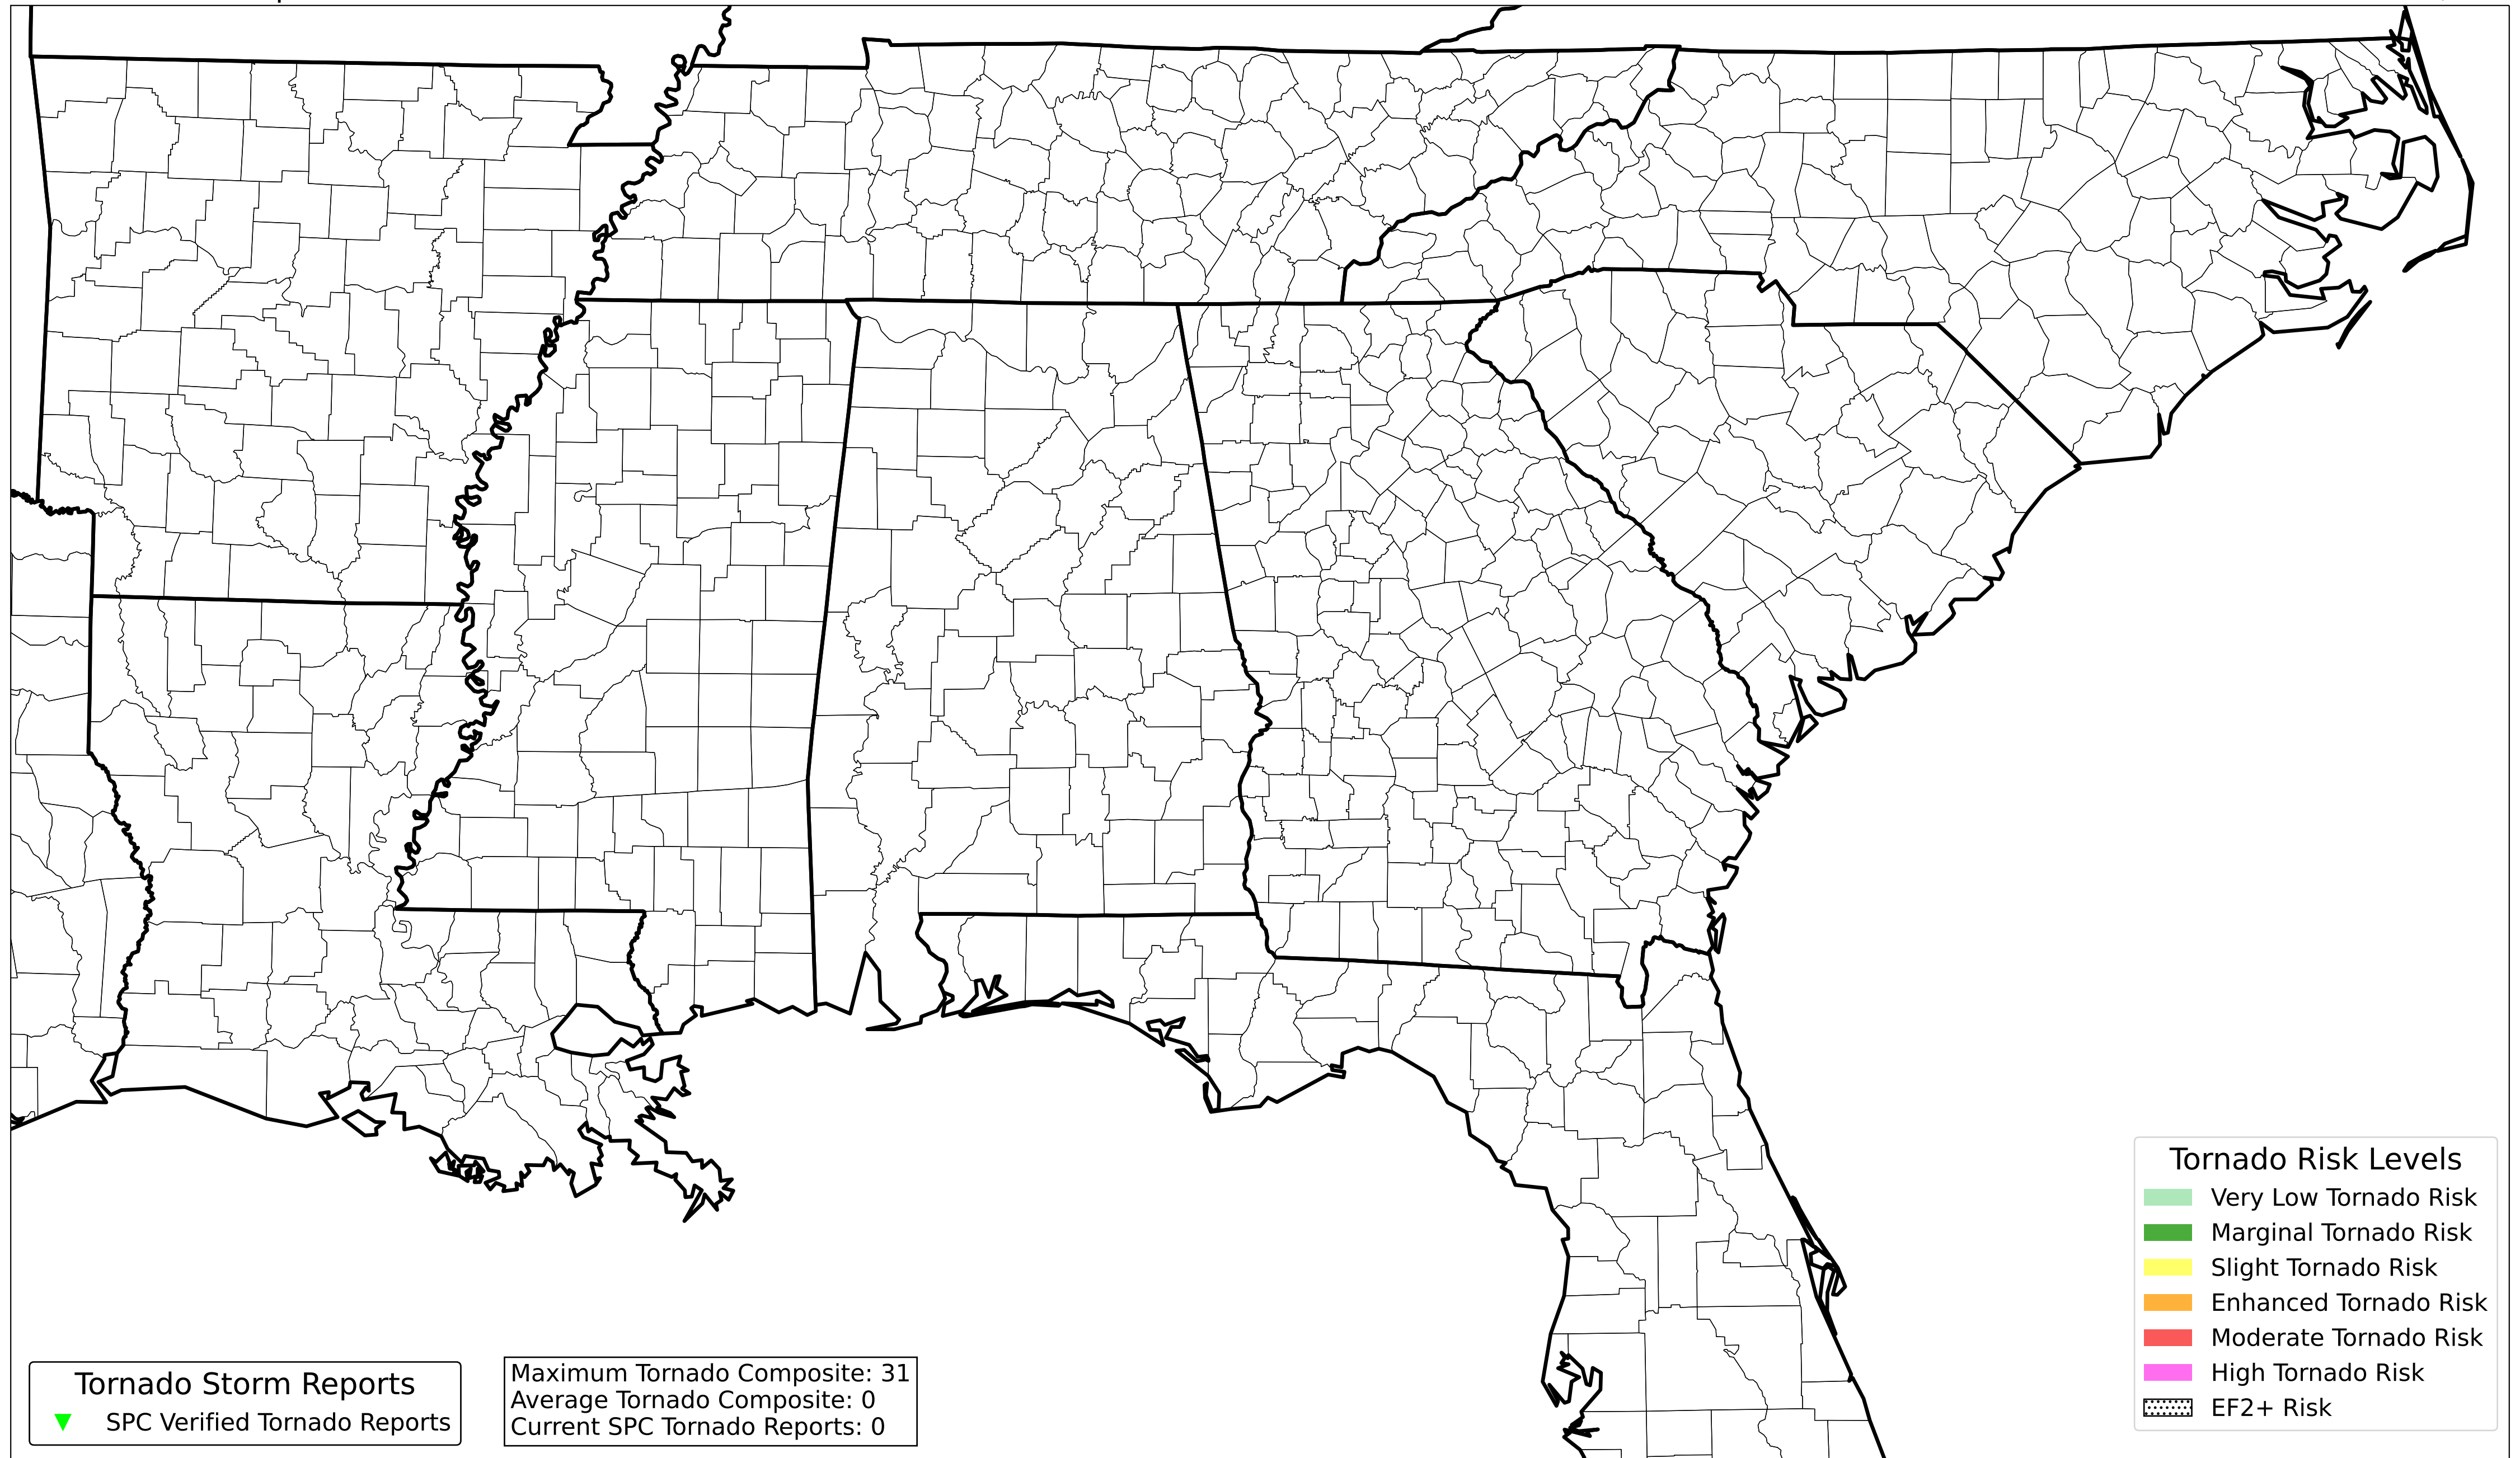 Tornado Risk Levels
Very Low Tornado Risk
Marginal Tornado Risk
Slight Tornado Risk
Enhanced Tornado Risk
Moderate Tornado Risk
High Tornado Risk
EF2+ Risk
Tornado Storm Reports
SPC Verified Tornado Reports
Maximum Tornado Composite: 31
Average Tornado Composite: 0
Current SPC Tornado Reports: 0